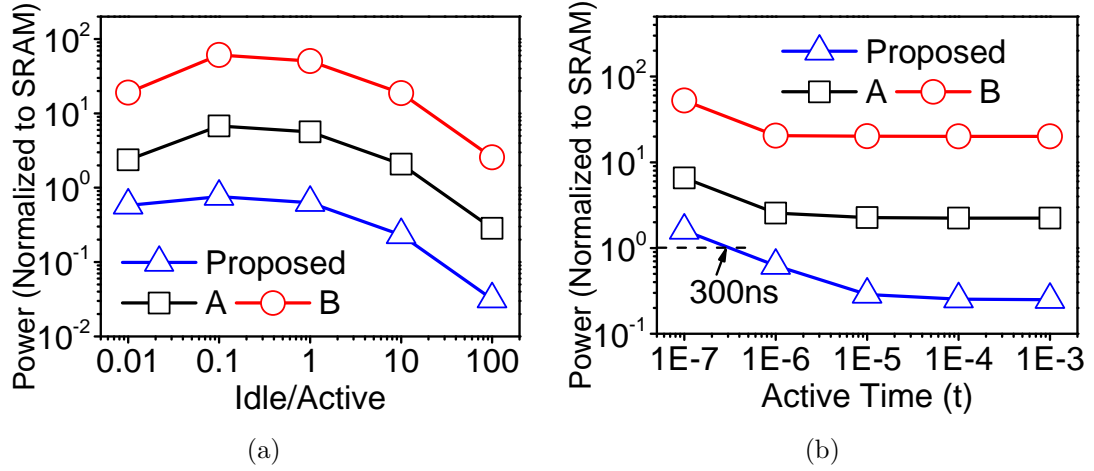 Power (Normalized to SRAM)
10^2
10^1
10^0
10^-1
10^-2
Proposed
A
B
0.01 0.1 1 10 100
Idle/Active
(a)
Power (Normalized to SRAM)
10^2
10^1
10^0
10^-1
Proposed
A
B
300ns
1E-7 1E-6 1E-5 1E-4 1E-3
Active Time (t)
(b)